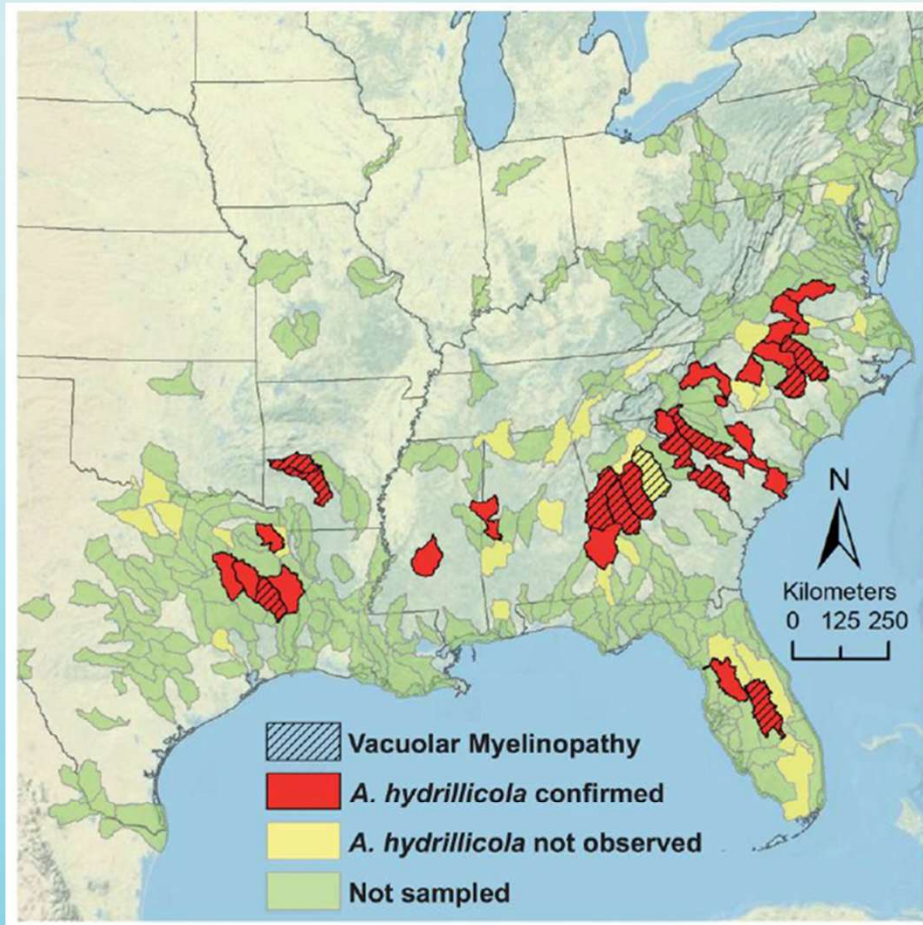 N
Kilometers
0 125 250
Vacuolar Myelinopathy
A. hydrillicola confirmed
A. hydrillicola not observed
Not sampled